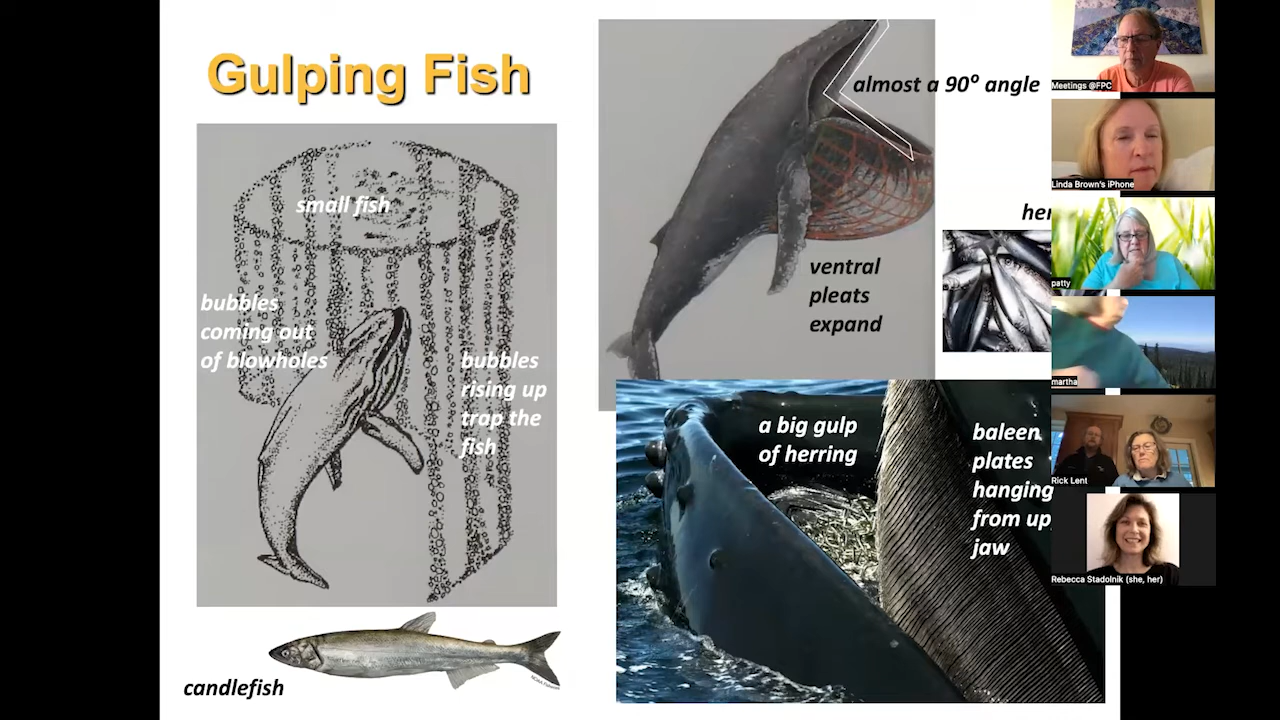 Gulping Fish
small fish
bubbles
coming out
of blowholes
bubbles
rising up
trap the
fish
candlefish
almost a 90° angle
ventral
pleats
expand
her
a big gulp
of herring
baleen
plates
hanging
from up
jaw
Meetings @FPC
Linda Brown's iPhone
patty
martha
Rick Lent
Rebecca Stadolnik (she, her)